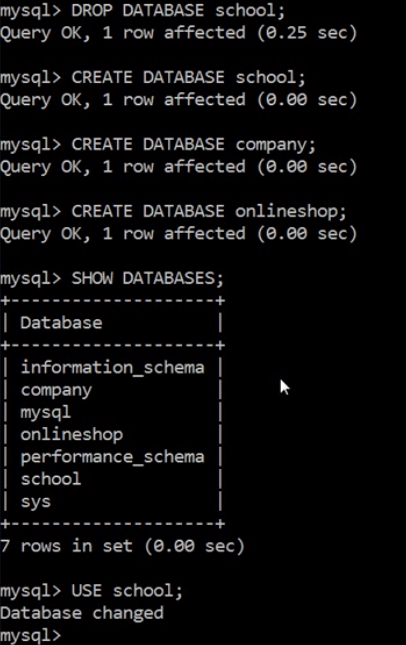 mysql> DROP DATABASE school;
Query OK, 1 row affected (0.25 sec)
mysql> CREATE DATABASE school;
Query OK, 1 row affected (0.00 sec)
mysql> CREATE DATABASE company;
Query OK, 1 row affected (0.00 sec)
mysql> CREATE DATABASE onlineshop;
Query OK, 1 row affected (0.00 sec)
mysql> SHOW DATABASES;
+--------------------+
| Database           |
+--------------------+
| information_schema |
| company            |
| mysql              |
| onlineshop         |
| performance_schema |
| school             |
| sys                |
+--------------------+
7 rows in set (0.00 sec)
mysql> USE school;
Database changed
mysql>